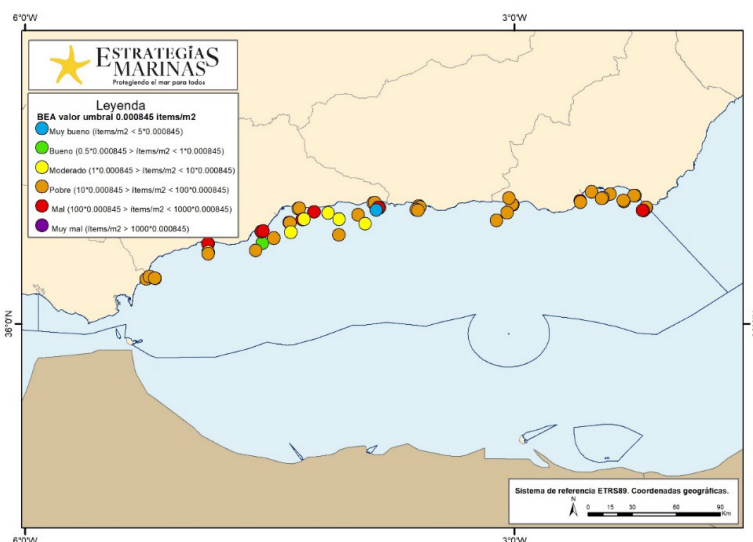 6°0'W
3°0'W
ESTRATEGIAS
MARINAS
Protegiendo el mar para todos
Leyenda
BEA valor umbral 0.000845 items/m2
Muy bueno (items/m2 < 5*0.000845)
Bueno (0.5*0.000845 > items/m2 < 1*0.000845)
Moderado (1*0.000845 > items/m2 < 10*0.000845)
Pobre (10*0.000845 > items/m2 < 100*0.000845)
Mal (100*0.000845 > items/m2 < 1000*0.000845)
Muy mal (items/m2 > 1000*0.000845)
36°0'N
Sistema de referencia ETRS89. Coordenadas geográficas.
N
0 15 30 60 90
Km
6°0'W
3°0'W